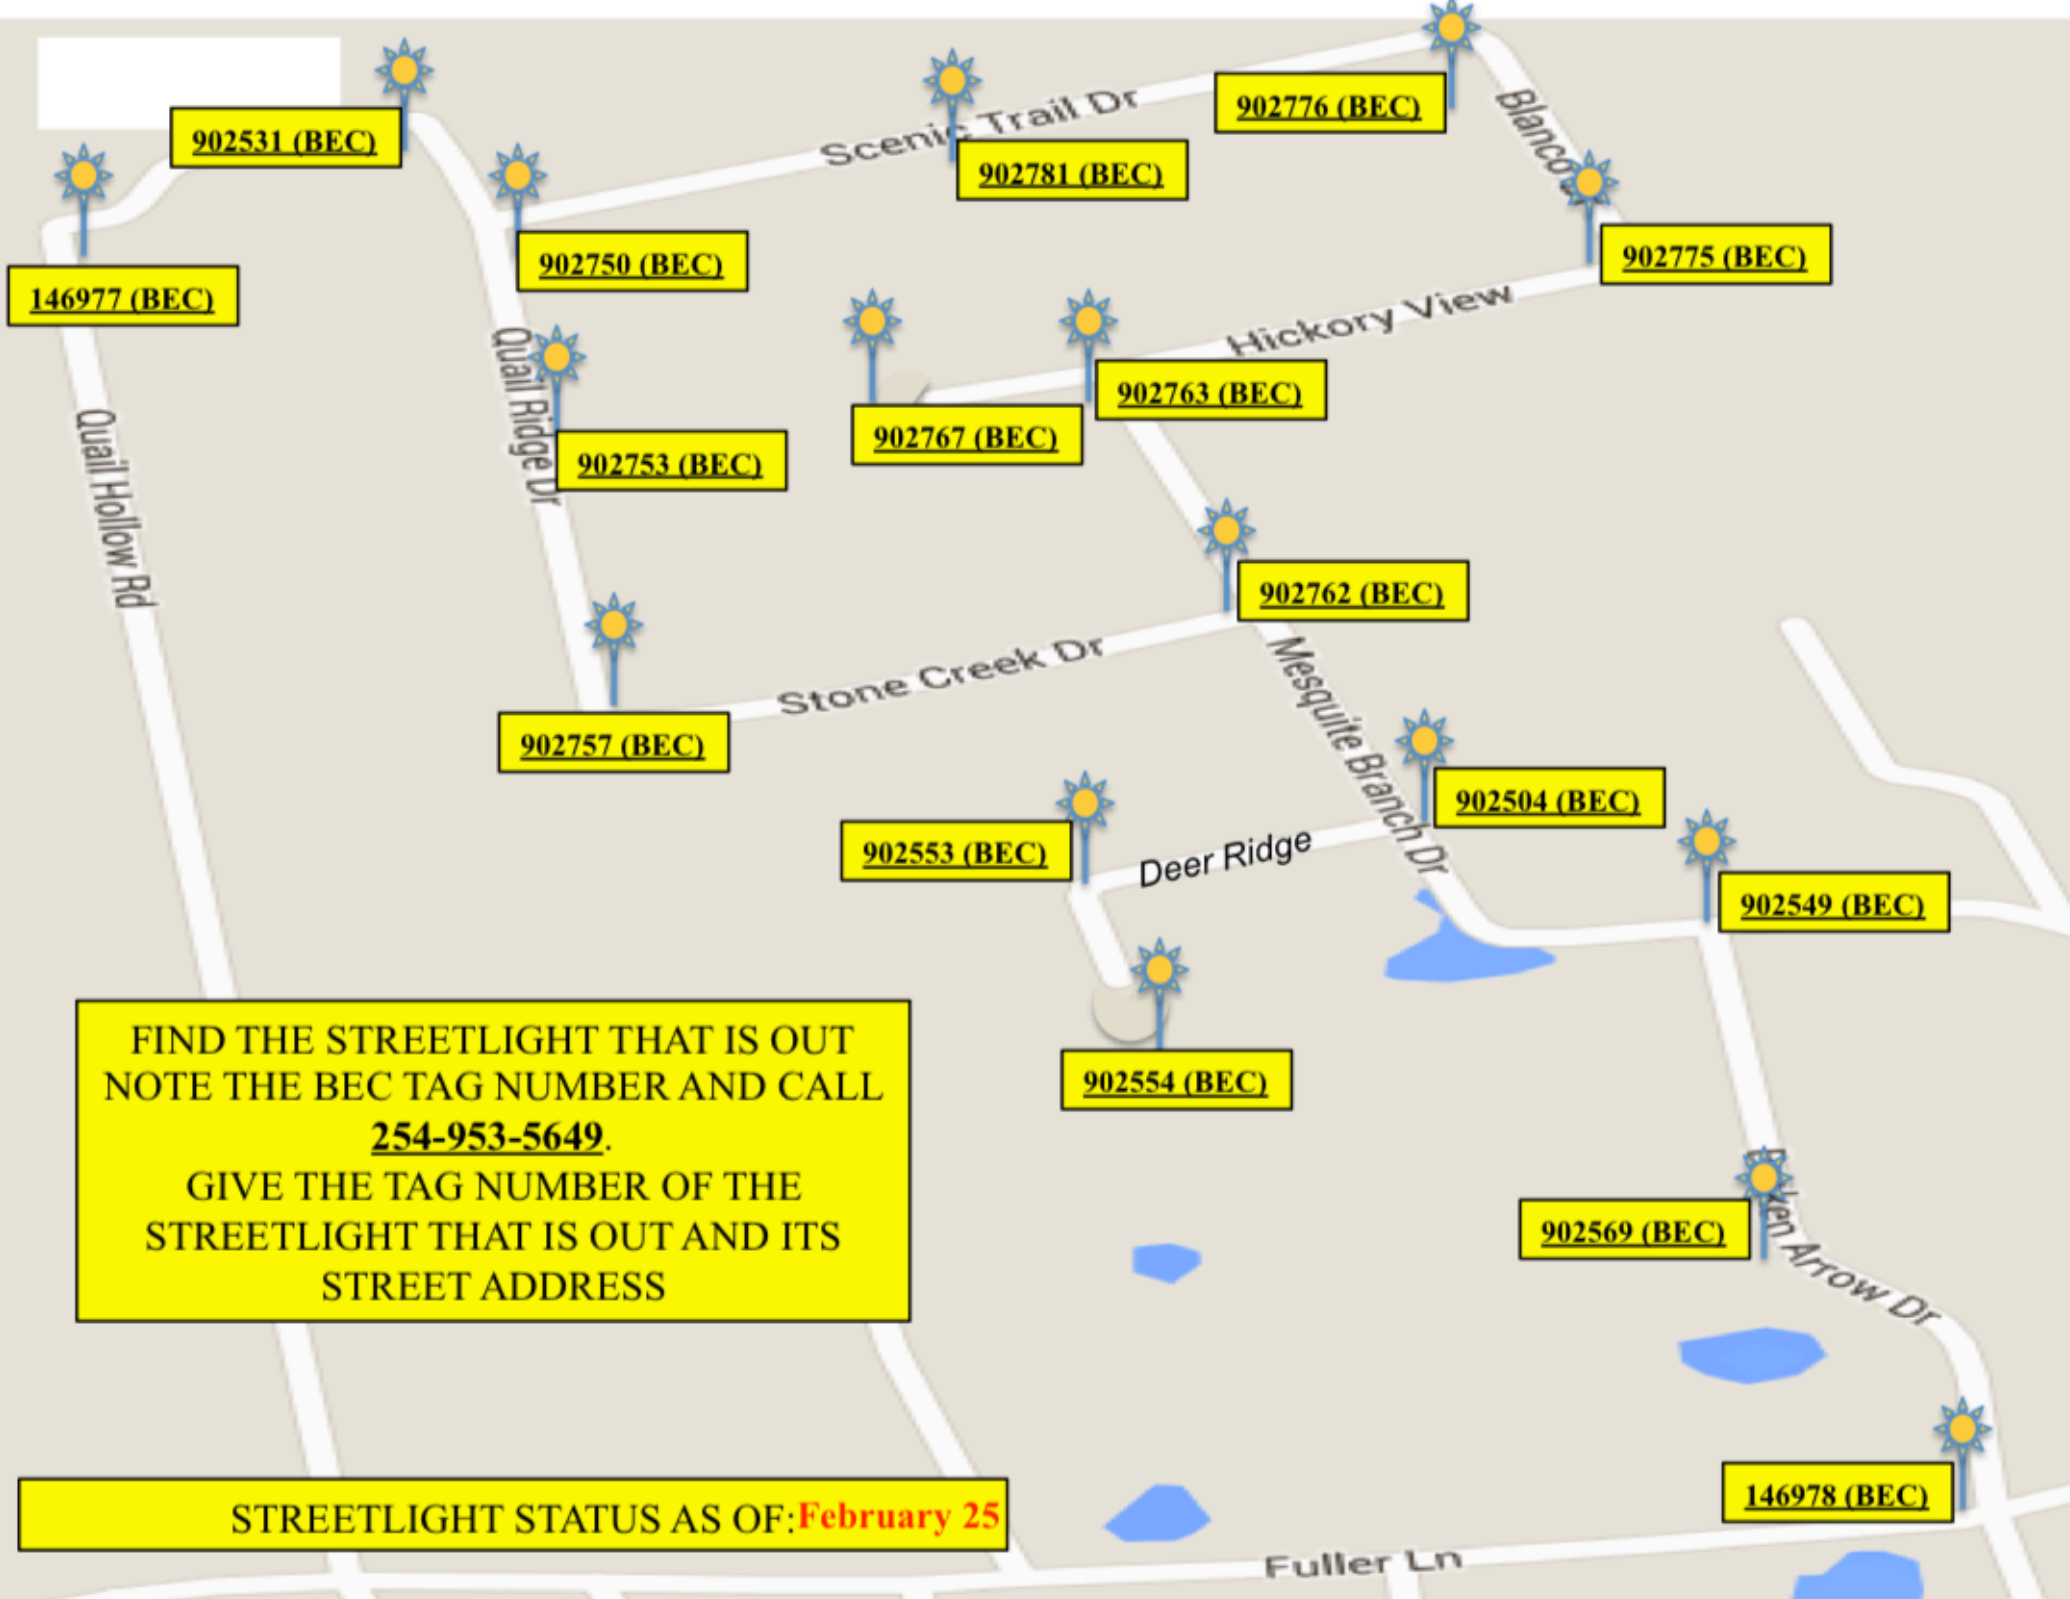 902776 (BEC)
Scenic Trail Dr
Blanco
902531 (BEC)
902781 (BEC)
902750 (BEC)
902775 (BEC)
146977 (BEC)
Hickory View
Quail Ridge Dr
902763 (BEC)
902767 (BEC)
902753 (BEC)
Quail Hollow Rd
902762 (BEC)
Stone Creek Dr
Mesquite Branch Dr
902757 (BEC)
902504 (BEC)
902553 (BEC)
Deer Ridge
902549 (BEC)
902554 (BEC)
FIND THE STREETLIGHT THAT IS OUT
NOTE THE BEC TAG NUMBER AND CALL
254-953-5649.
GIVE THE TAG NUMBER OF THE
STREETLIGHT THAT IS OUT AND ITS
STREET ADDRESS
902569 (BEC)
Arrow Dr
146978 (BEC)
STREETLIGHT STATUS AS OF:February 25
Fuller Ln